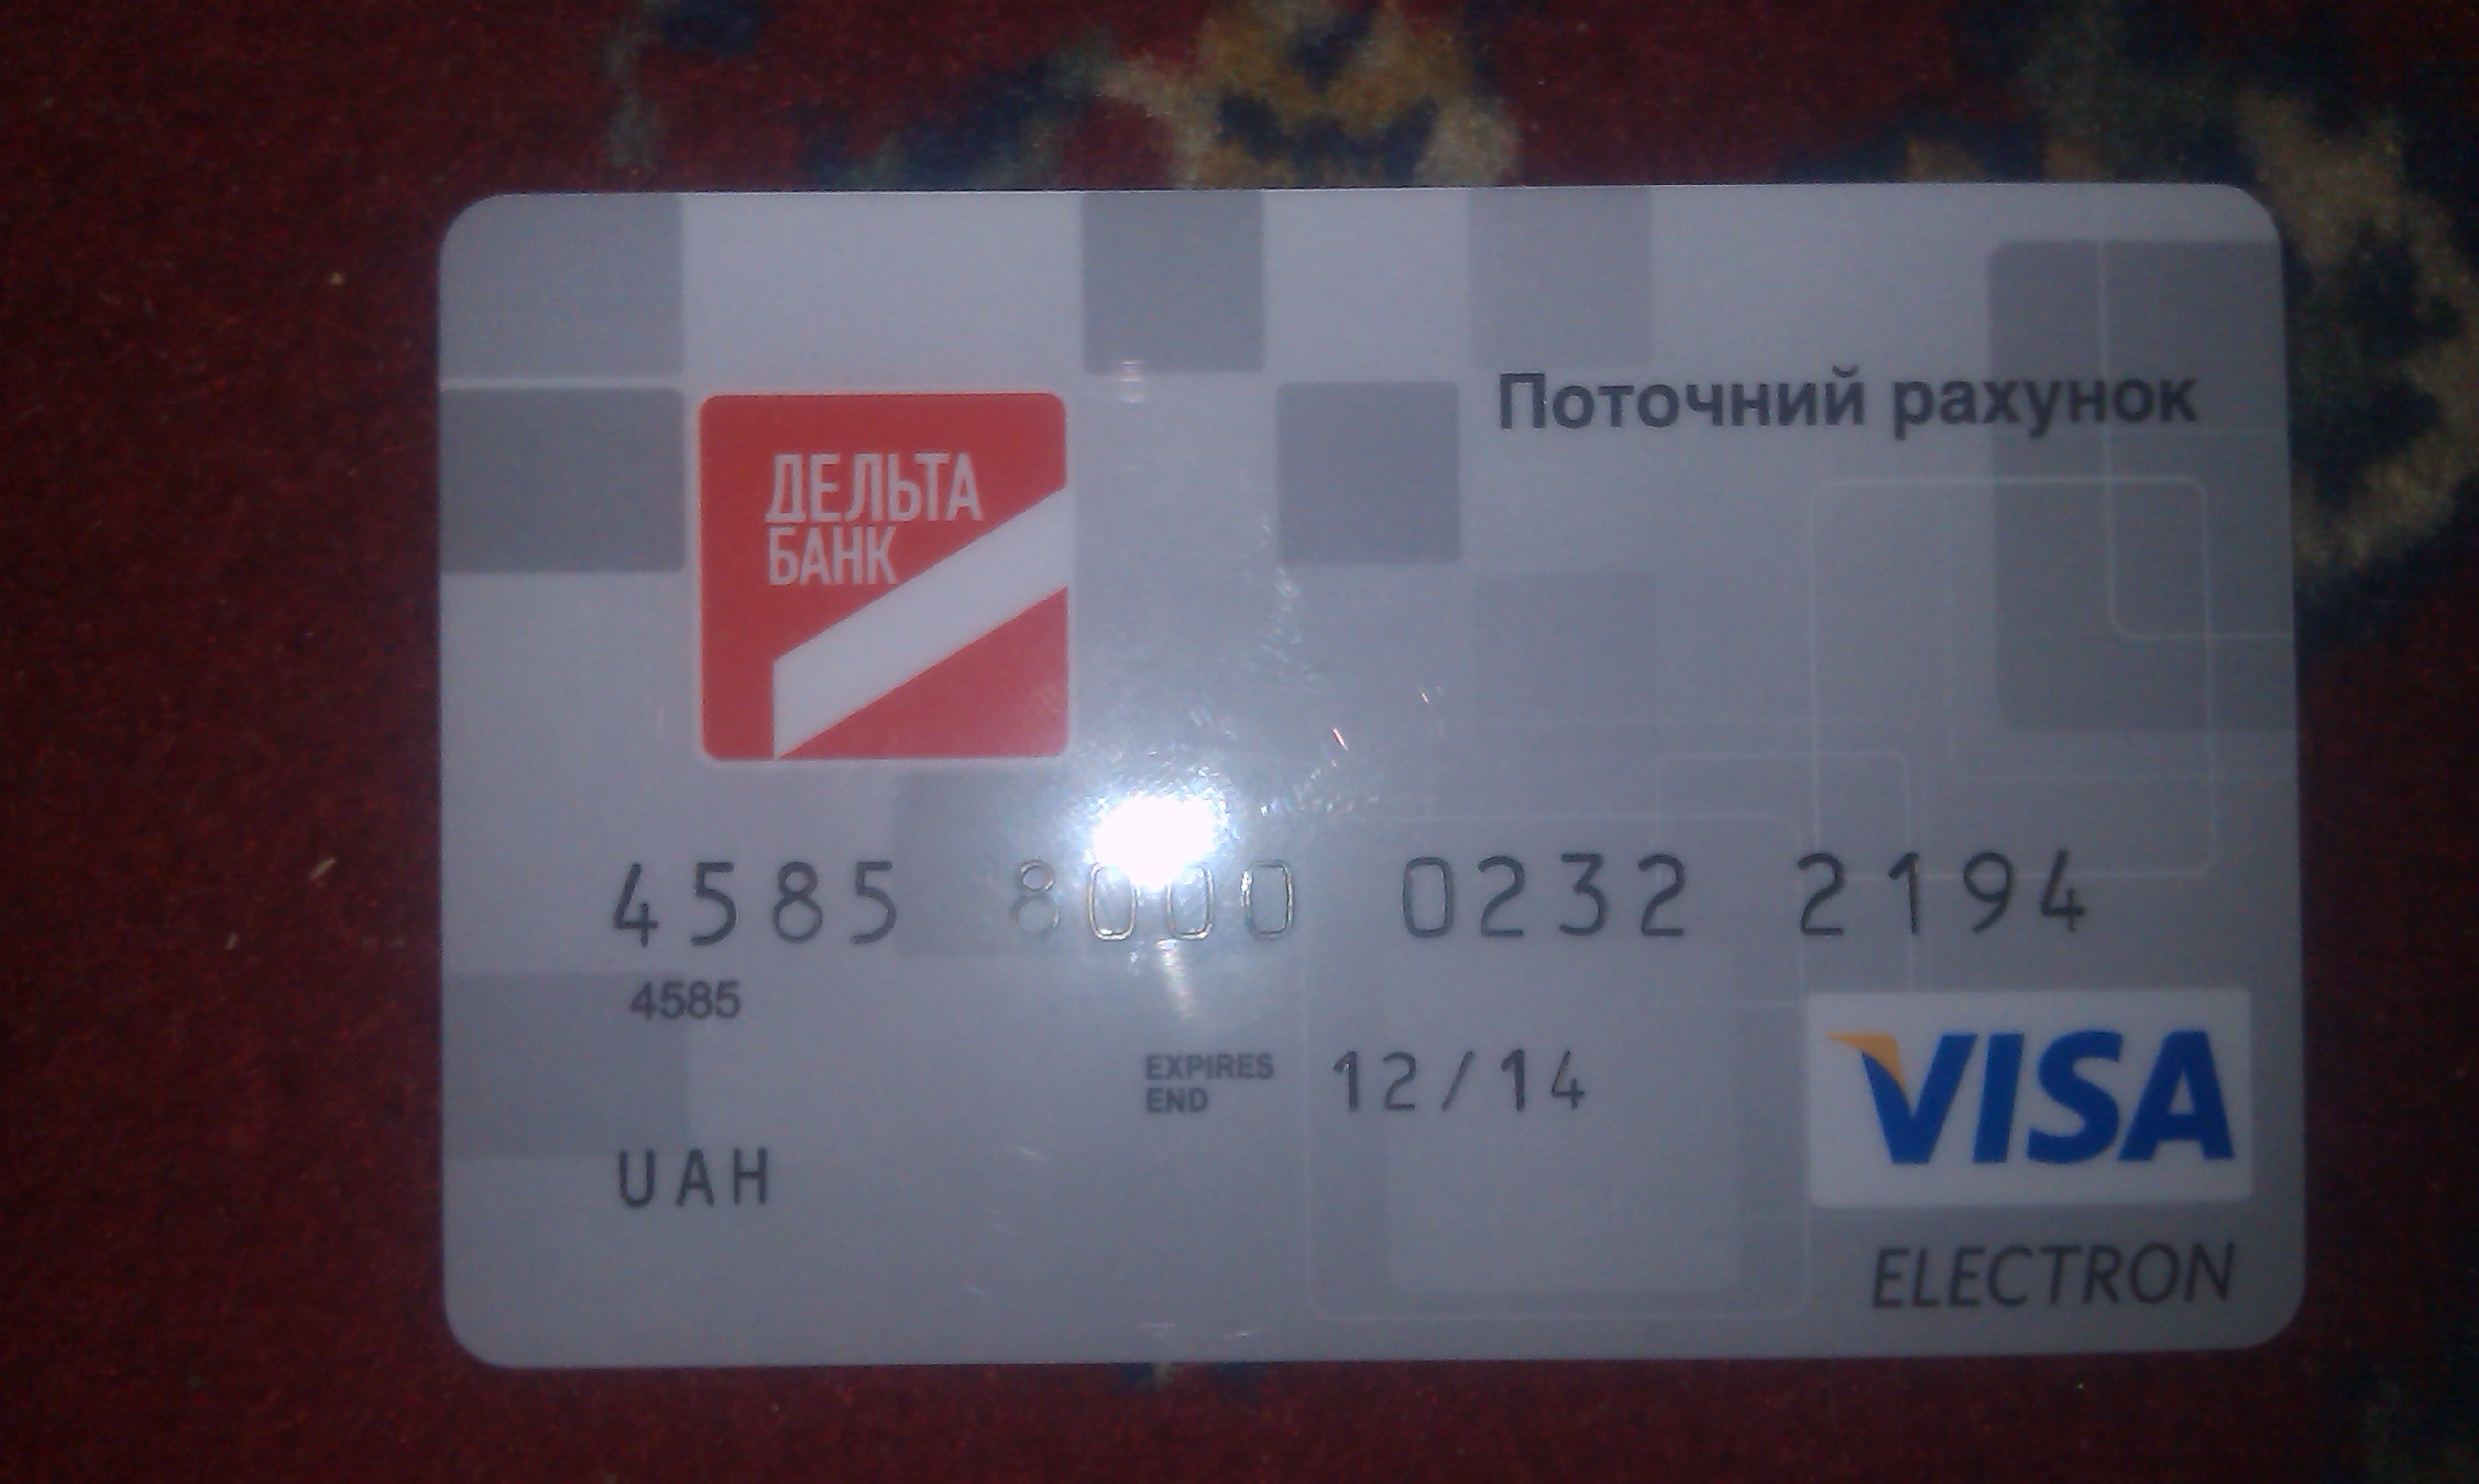 Поточний рахунок
ДЕЛЬТА
БАНК
4585 8000 0232 2194
4585
EXPIRES
END
12/14
UAH
VISA
ELECTRON